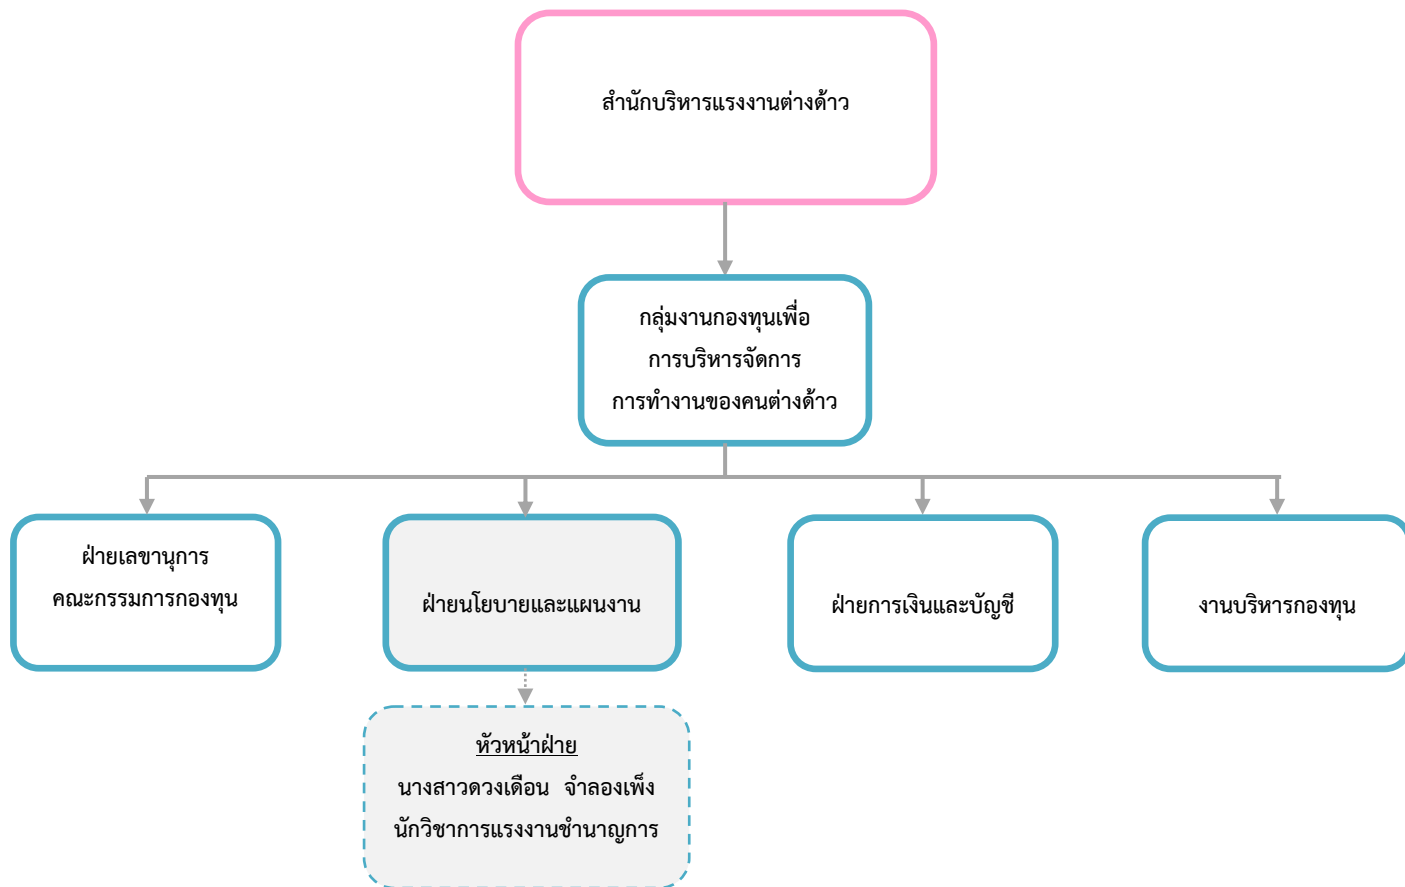 สำนักบริหารแรงงานต่างด้าว
กลุ่มงานกองทุนเพื่อ
การบริหารจัดการ
การทำงานของคนต่างด้าว
ฝ่ายเลขานุการ
คณะกรรมการกองทุน
ฝ่ายนโยบายและแผนงาน
ฝ่ายการเงินและบัญชี
งานบริหารกองทุน
หัวหน้าฝ่าย
นางสาวดวงเดือน จำลองเพ็ง
นักวิชาการแรงงานชำนาญการ